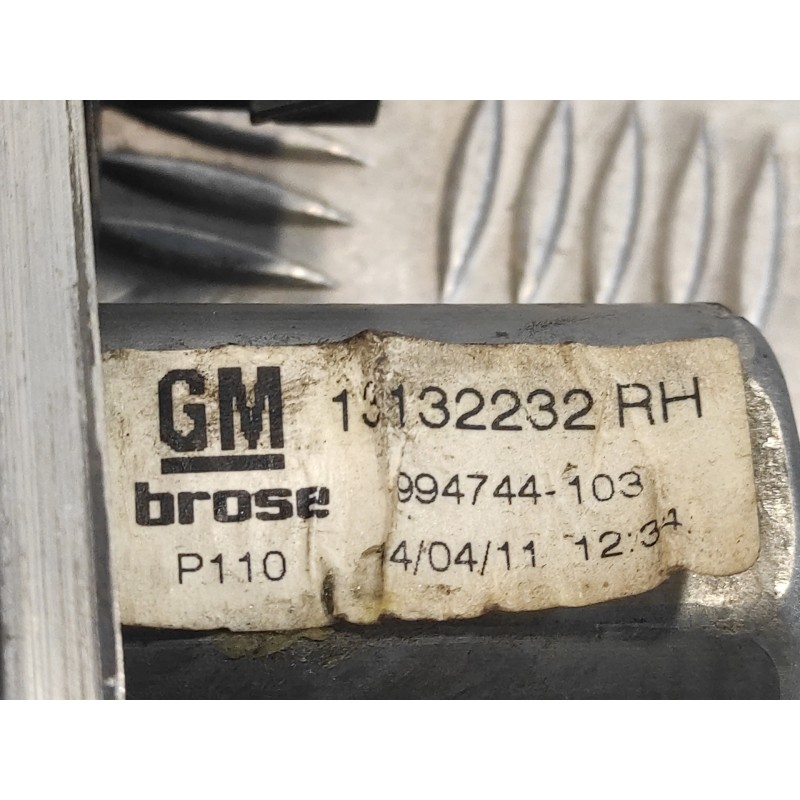 GM 13132232 RH
brose 994744-103
P110 14/04/11 12:34